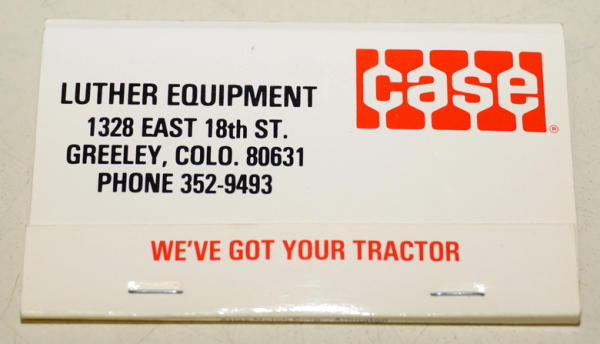 LUTHER EQUIPMENT
1328 EAST 18th ST.
GREELEY, COLO. 80631
PHONE 352-9493
case®
WE'VE GOT YOUR TRACTOR